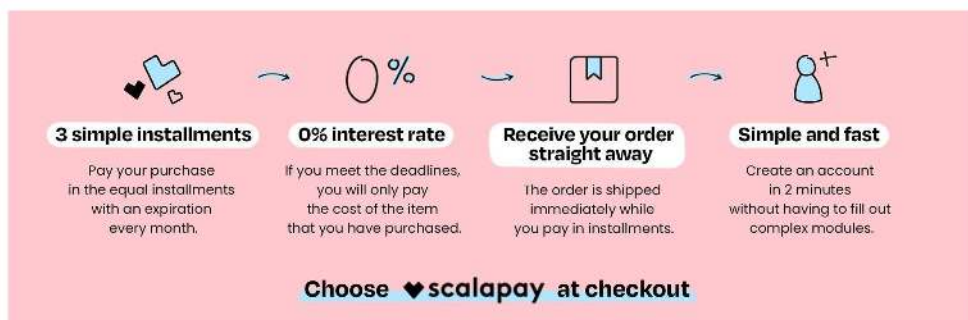 0%
3 simple installments
Pay your purchase
in the equal installments
with an expiration
every month.
0% interest rate
If you meet the deadlines,
you will only pay
the cost of the item
that you have purchased.
Receive your order
straight away
The order is shipped
immediately while
you pay in installments.
Simple and fast
Create an account
in 2 minutes
without having to fill out
complex modules.
Choose scalapay at checkout